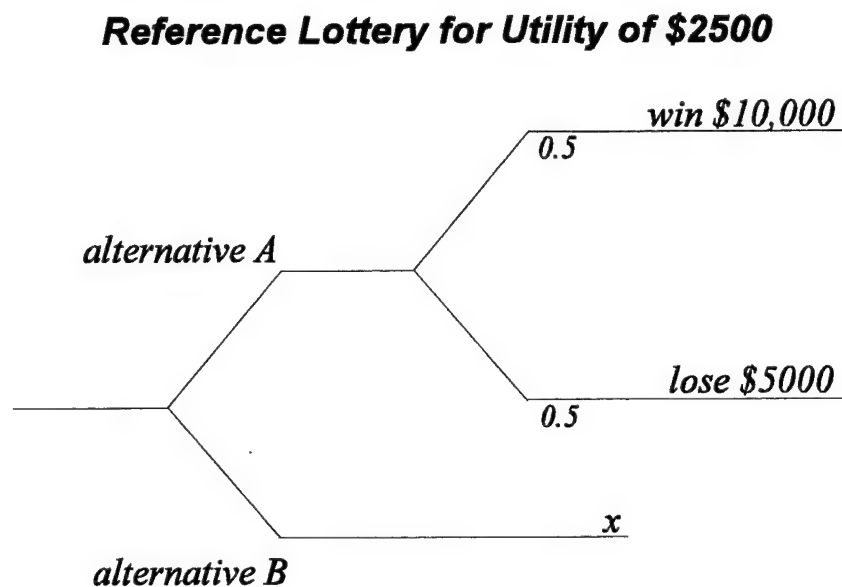 Reference Lottery for Utility of $2500
win $10,000
0.5
alternative A
lose $5000
0.5
x
alternative B